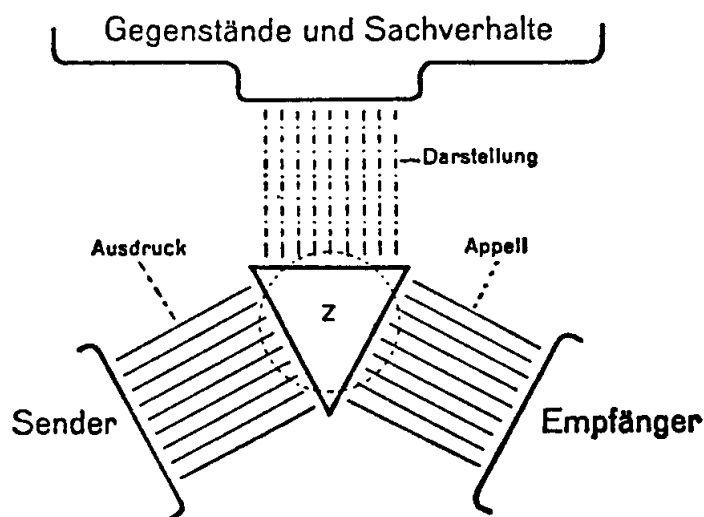 Gegenstände und Sachverhalte
Darstellung
Ausdruck
Appell
Z
Sender
Empfänger